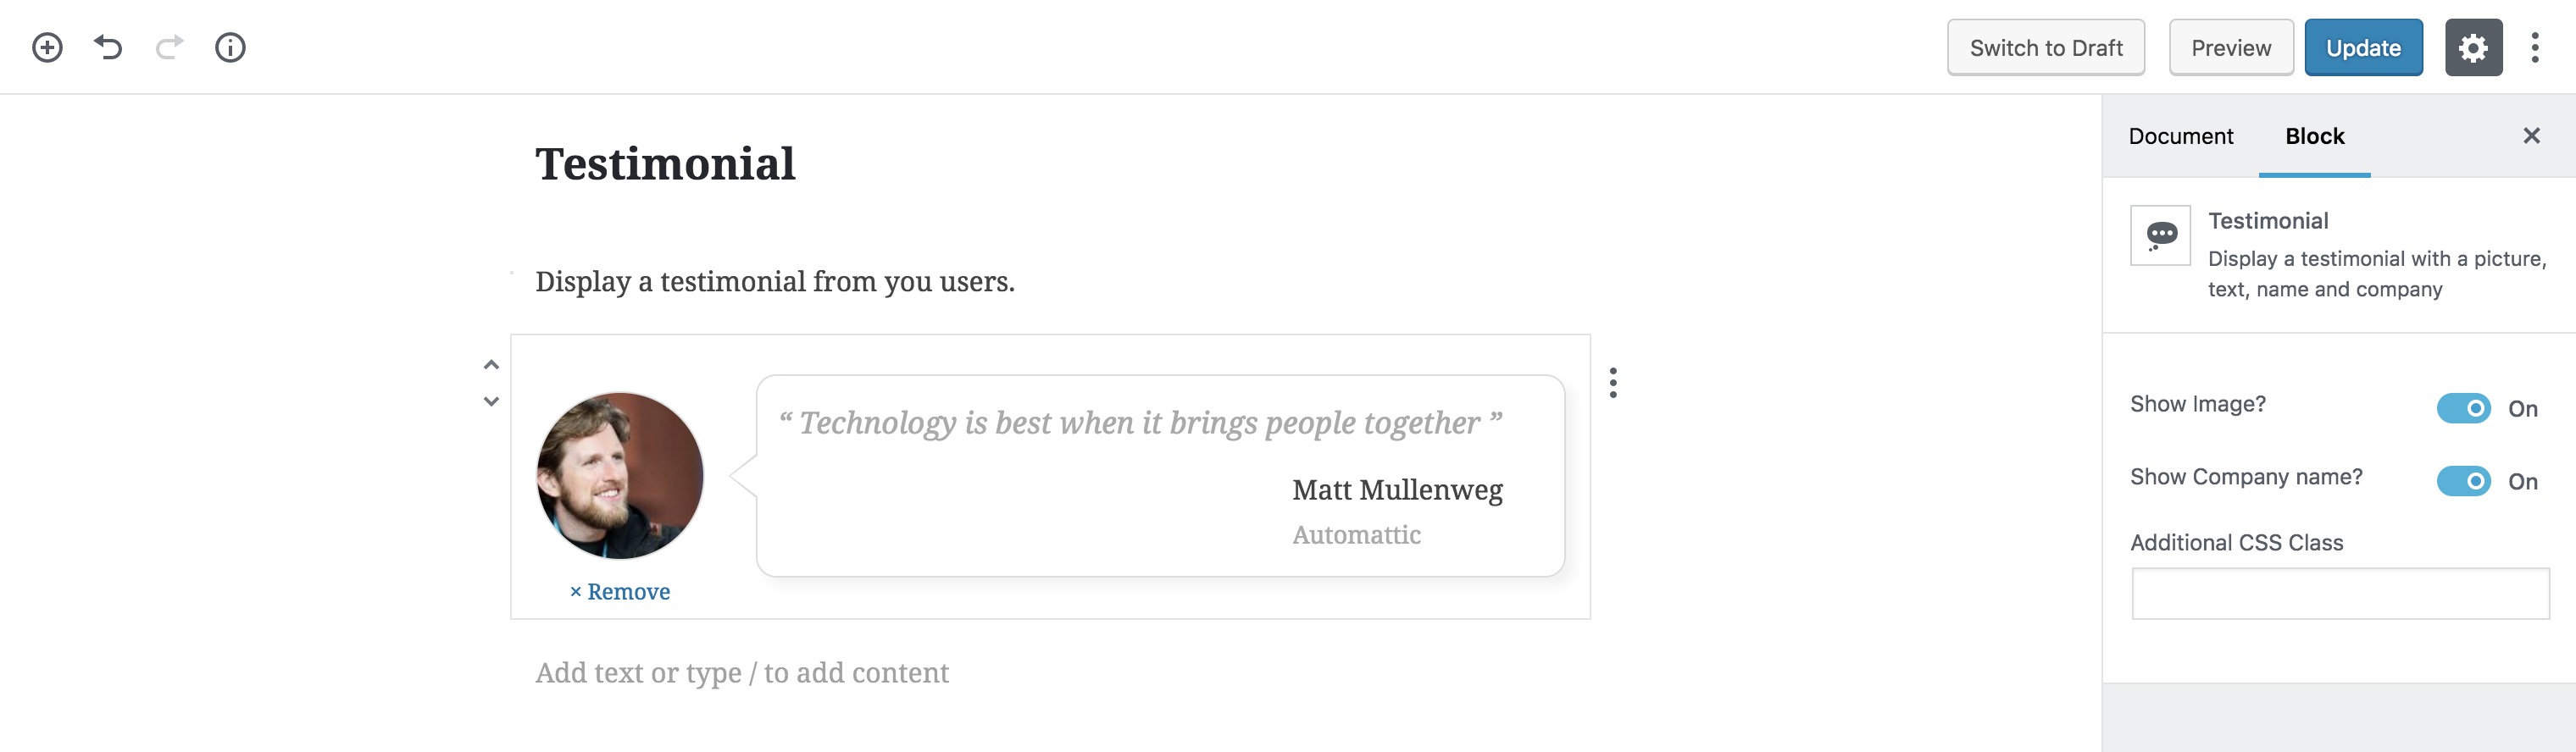 Switch to Draft
Preview
Update
Document
Block
Testimonial
Display a testimonial from you users.
“ Technology is best when it brings people together ”
Matt Mullenweg
Automattic
× Remove
Add text or type / to add content
Testimonial
Display a testimonial with a picture,
text, name and company
Show Image?
On
Show Company name?
On
Additional CSS Class